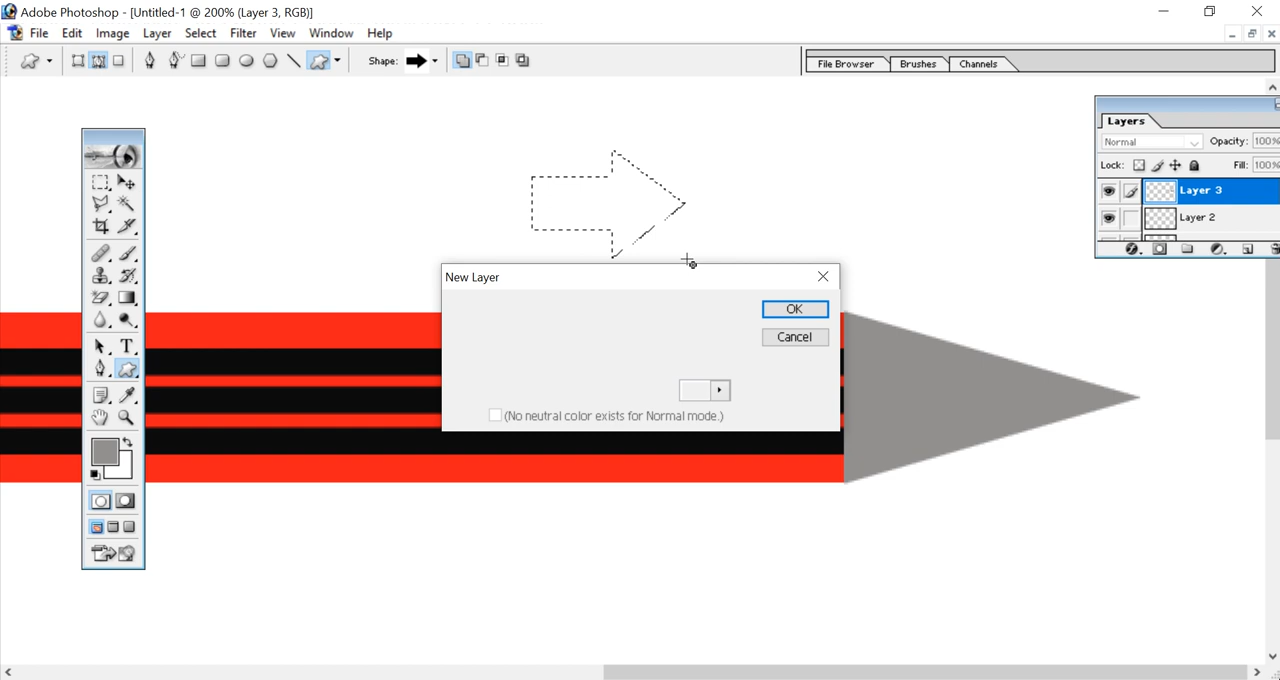 Adobe Photoshop - [Untitled-1 @ 200% (Layer 3, RGB)]
File Edit Image Layer Select Filter View Window Help
Shape:
File Browser Brushes Channels
Layers
Normal Opacity: 100%
Lock: Fill: 100%
Layer 3
Layer 2
New Layer
OK
Cancel
(No neutral color exists for Normal mode.)
T